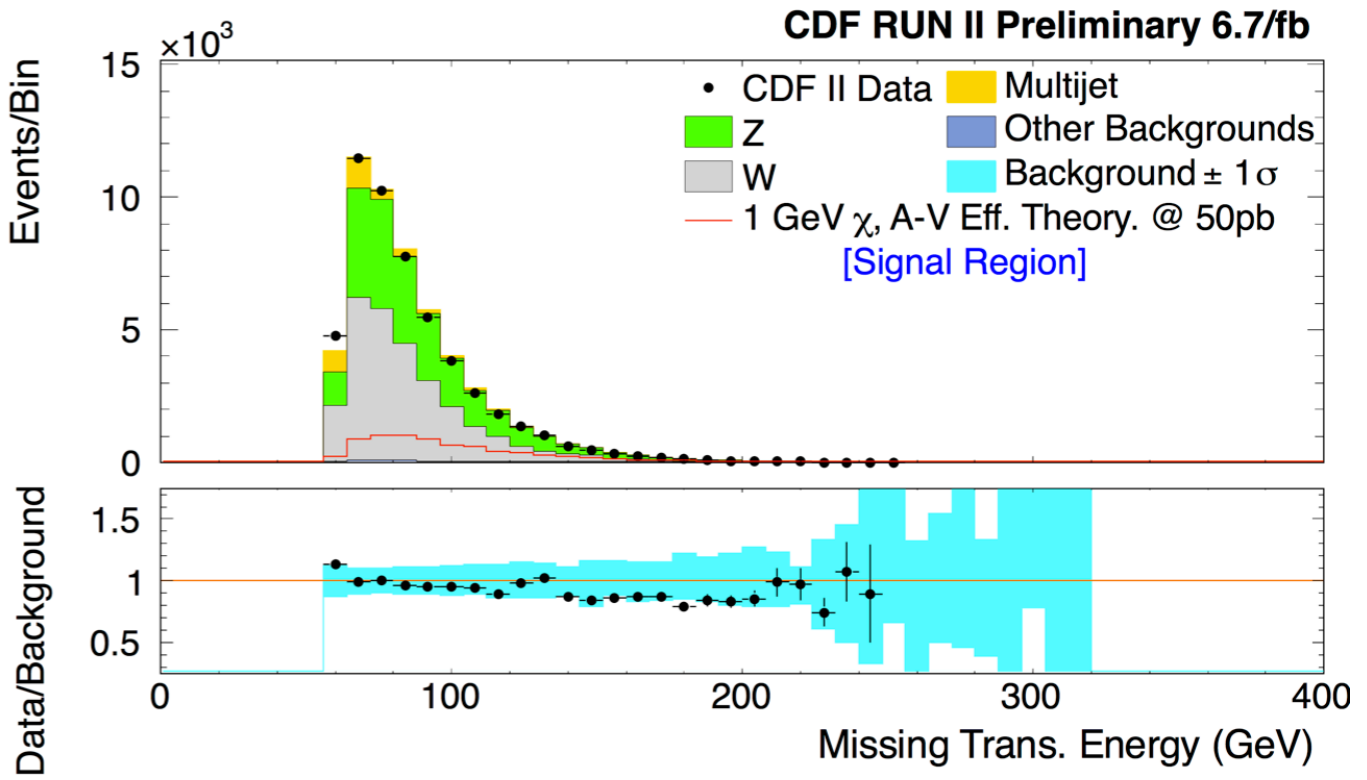 CDF RUN II Preliminary 6.7/fb
×10³
Events/Bin
15
10
5
0
CDF II Data
Multijet
Z
Other Backgrounds
W
Background ± 1σ
1 GeV χ, A-V Eff. Theory. @ 50pb
[Signal Region]
Data/Background
1.5
1
0.5
0
100
200
300
400
Missing Trans. Energy (GeV)